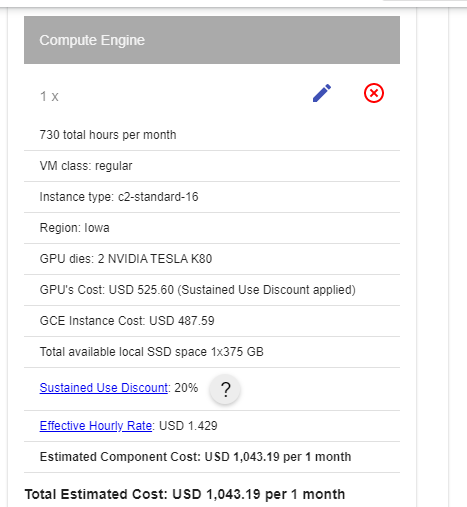 Compute Engine
1 x
730 total hours per month
VM class: regular
Instance type: c2-standard-16
Region: Iowa
GPU dies: 2 NVIDIA TESLA K80
GPU's Cost: USD 525.60 (Sustained Use Discount applied)
GCE Instance Cost: USD 487.59
Total available local SSD space 1x375 GB
Sustained Use Discount: 20% ?
Effective Hourly Rate: USD 1.429
Estimated Component Cost: USD 1,043.19 per 1 month
Total Estimated Cost: USD 1,043.19 per 1 month